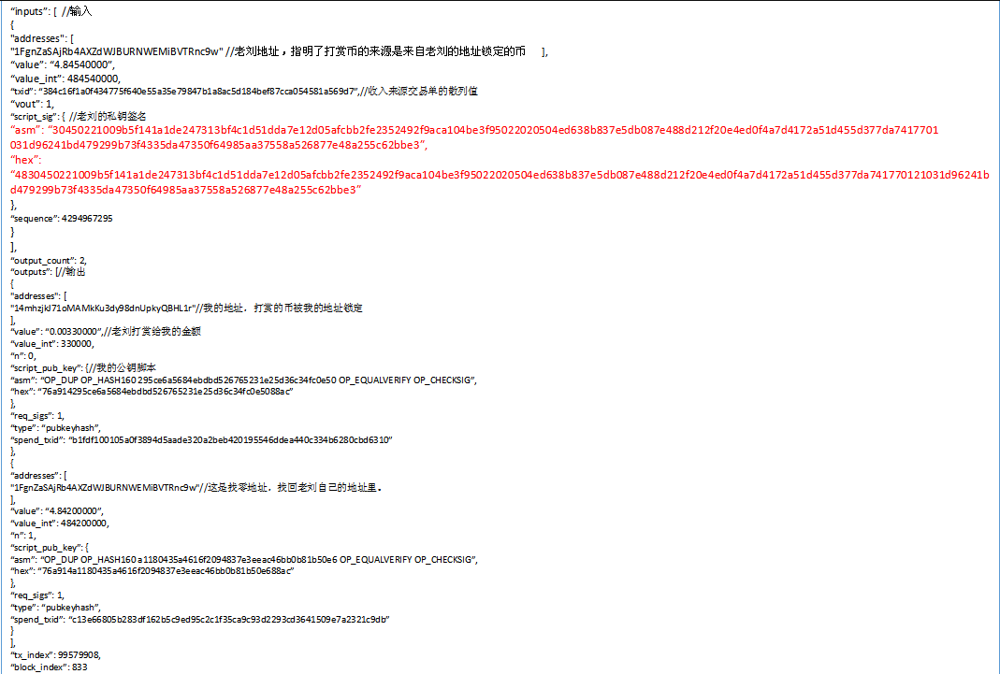 “inputs”: [ //输入
{
"addresses": [
"1FgnZaSAjRb4AXZdWJBURNWEMiBVTRnc9w" //老刘地址，指明了打赏币的来源是来自老刘的地址锁定的币 ],
“value”: “4.84540000”,
“value_int”: 484540000,
“txid”: “384c16f1a0f434775f640e55a35e79847b1a8ac5d184bef87cca054581a569d7”,//收入来源交易单的散列值
“vout”: 1,
“script_sig”: { //老刘的私钥签名
“asm”: “30450221009b5f141a1de247313bf4c1d51dda7e12d05afcbb2fe2352492f9aca104be3f95022020504ed638b837e5db087e488d212f20e4ed0f4a7d4172a51d455d377da7417701
031d96241bd479299b73f4335da47350f64985aa37558a526877e48a255c62bbe3”,
“hex”:
“4830450221009b5f141a1de247313bf4c1d51dda7e12d05afcbb2fe2352492f9aca104be3f95022020504ed638b837e5db087e488d212f20e4ed0f4a7d4172a51d455d377da741770121031d96241b
d479299b73f4335da47350f64985aa37558a526877e48a255c62bbe3”
},
“sequence”: 4294967295
}
],
“output_count”: 2,
“outputs”: [//输出
{
“addresses”: [
"14mhzjkJ71oMAMkKu3dy98dnUpkyQBHL1r"//我的地址．打赏的币被我的地址锁定
],
“value”: “0.00330000”,//老刘打赏给我的金额
“value_int”: 330000,
“n”: 0,
“script_pub_key”: {//我的公钥脚本
“asm”: “OP_DUP OP_HASH160 295ce6a5684ebdbd526765231e25d36c34fc0e50 OP_EQUALVERIFY OP_CHECKSIG”,
“hex”: “76a914295ce6a5684ebdbd526765231e25d36c34fc0e5088ac”
},
“req_sigs”: 1,
“type”: “pubkeyhash”,
“spend_txid”: “b1fdf100105a0f3894d5aade320a2beb420195546ddea440c334b6280cbd6310”
},
{
“addresses”: [
"1FgnZaSAjRb4AXZdWJBURNWEMiBVTRnc9w"//这是找零地址．找回老刘自己的地址里。
],
“value”: “4.84200000”,
“value_int”: 484200000,
“n”: 1,
“script_pub_key”: {
“asm”: “OP_DUP OP_HASH160 a1180435a4616f2094837e3eeac46bb0b81b50e6 OP_EQUALVERIFY OP_CHECKSIG”,
“hex”: “76a914a1180435a4616f2094837e3eeac46bb0b81b50e688ac”
},
“req_sigs”: 1,
“type”: “pubkeyhash”,
“spend_txid”: “c13e66805b283df162b5c9ed95c2c1f35ca9c93d2293cd3641509e7a2321c9db”
}
],
“tx_index”: 99579908,
“block_index”: 833